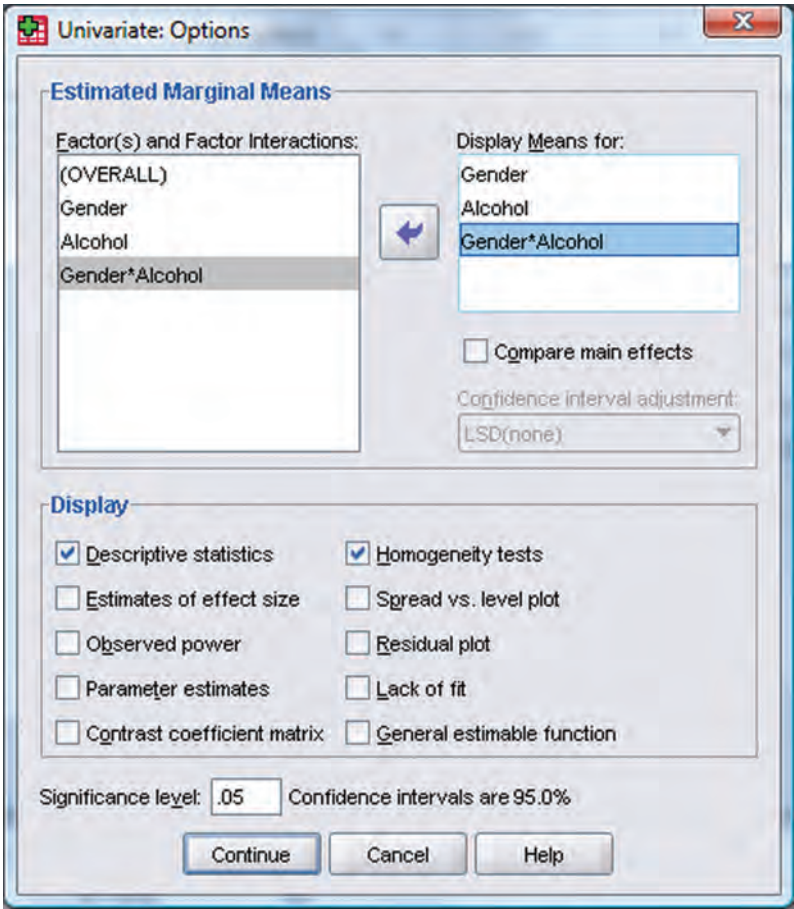 Univariate: Options
Estimated Marginal Means
Factor(s) and Factor Interactions:
(OVERALL)
Gender
Alcohol
Gender*Alcohol
Display Means for:
Gender
Alcohol
Gender*Alcohol
Compare main effects
Confidence interval adjustment:
LSD(none)
Display
Descriptive statistics
Homogeneity tests
Estimates of effect size
Spread vs. level plot
Observed power
Residual plot
Parameter estimates
Lack of fit
Contrast coefficient matrix
General estimable function
Significance level: .05 Confidence intervals are 95.0%
Continue Cancel Help